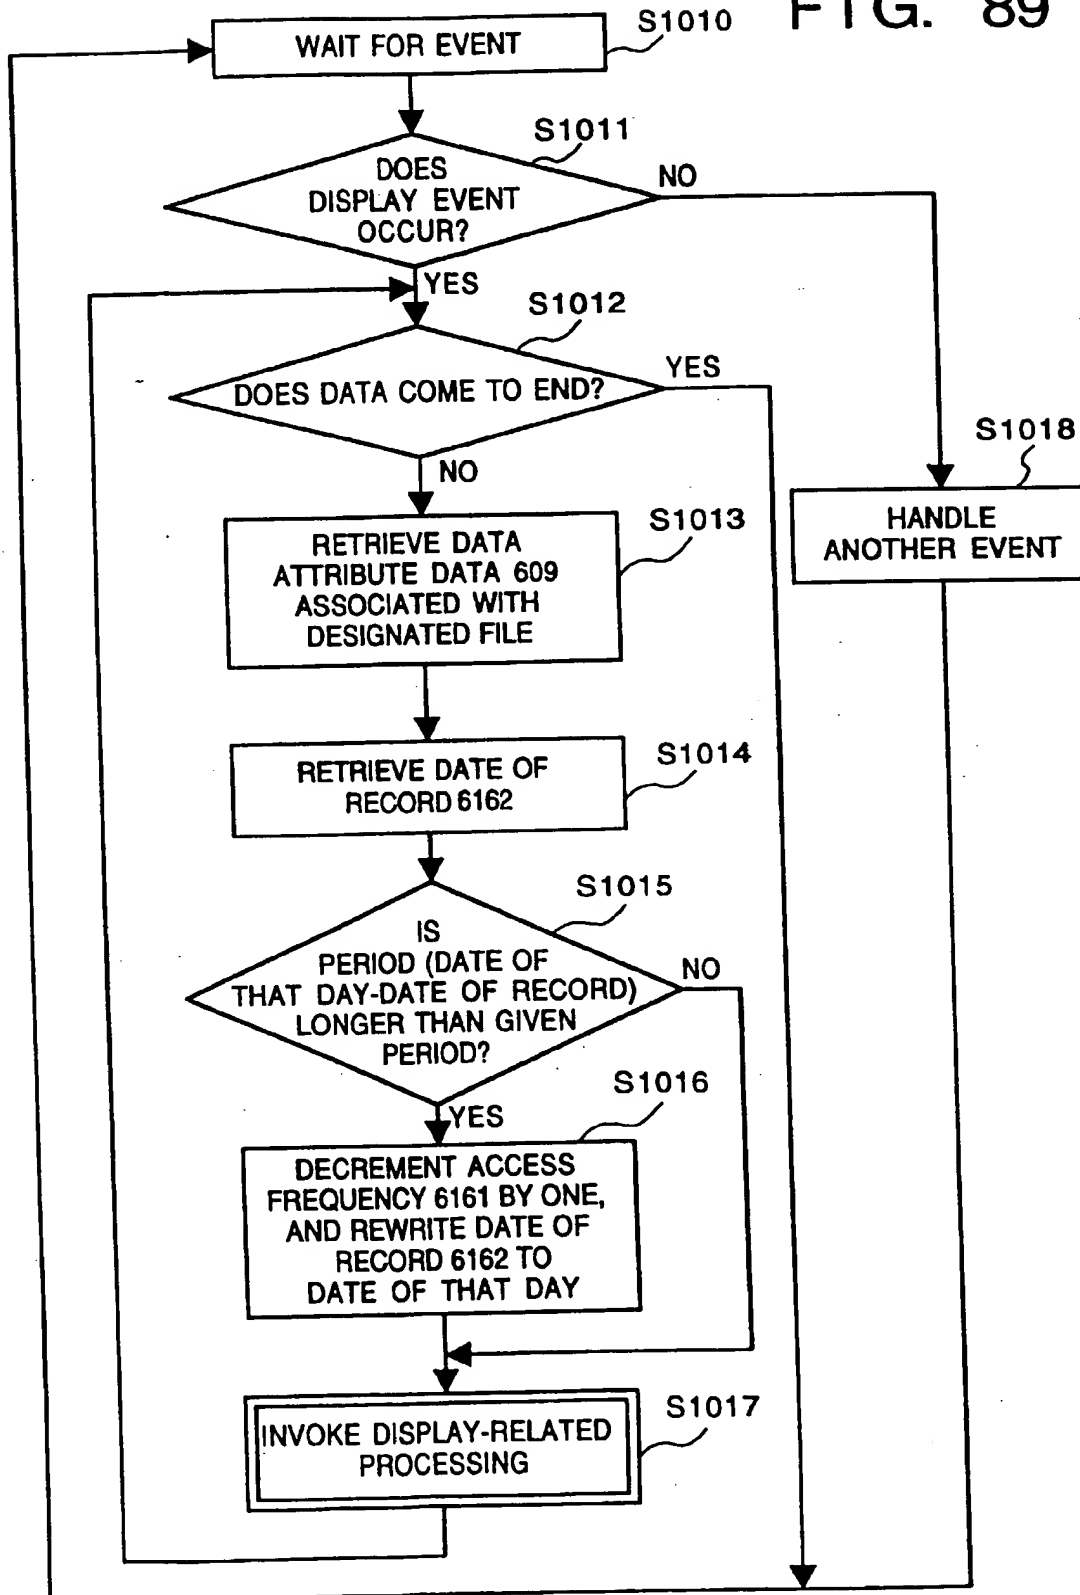 FIG. 89
WAIT FOR EVENT
S1010
S1011
DOES
DISPLAY EVENT
OCCUR?
NO
YES
S1012
DOES DATA COME TO END?
YES
NO
S1018
HANDLE
ANOTHER EVENT
S1013
RETRIEVE DATA
ATTRIBUTE DATA 609
ASSOCIATED WITH
DESIGNATED FILE
S1014
RETRIEVE DATE OF
RECORD 6162
S1015
IS
PERIOD (DATE OF
THAT DAY-DATE OF RECORD)
LONGER THAN GIVEN
PERIOD?
NO
YES
S1016
DECREMENT ACCESS
FREQUENCY 6161 BY ONE,
AND REWRITE DATE OF
RECORD 6162 TO
DATE OF THAT DAY
S1017
INVOKE DISPLAY-RELATED
PROCESSING